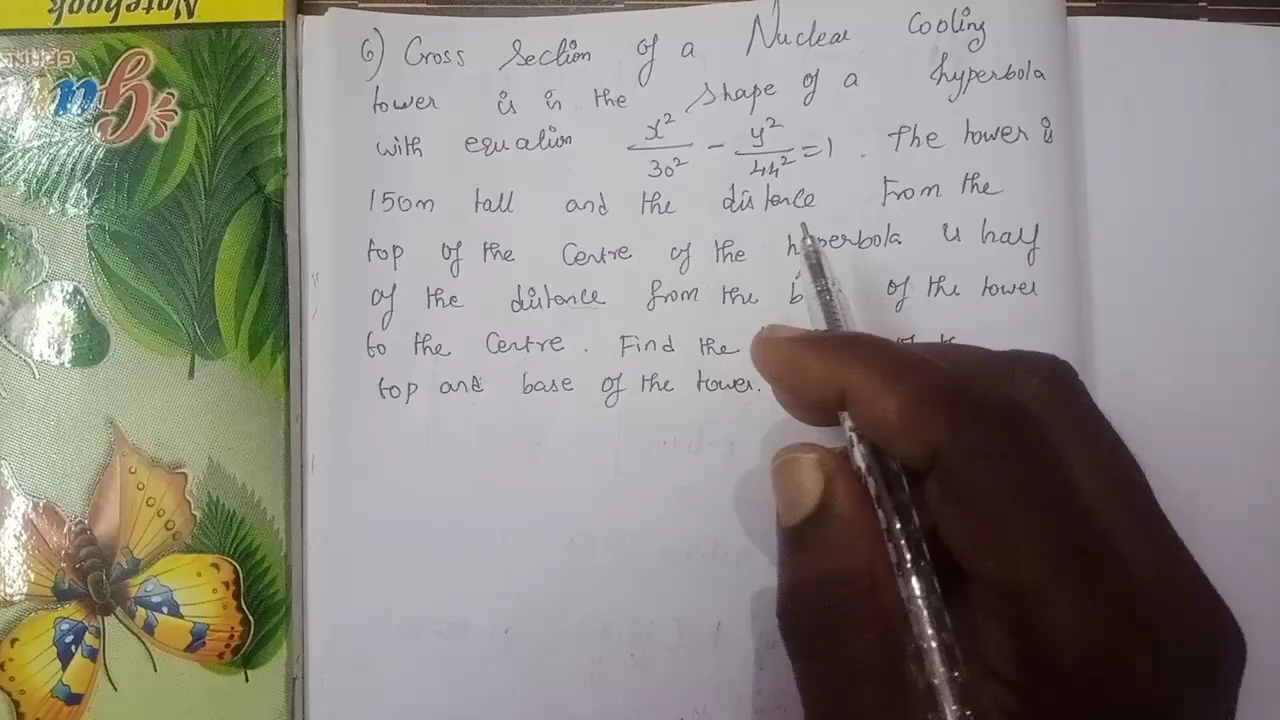 Notebook
6) Cross Section of a Nuclear Cooling
tower is in the shape of a hyperbola
with equation x²/30² - y²/44² = 1. The tower is
150m tall and the distance From the
top of the Centre of the hyperbola is half
of the distance from the of the tower
to the Centre. Find the
top and base of the tower.